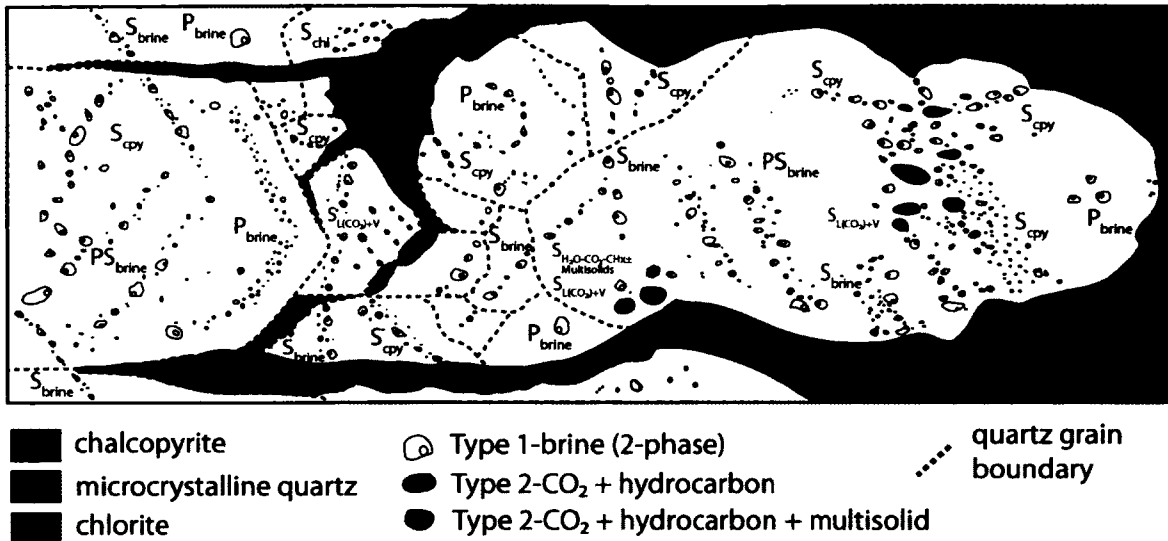 S brine
P brine
S chl
S cpy
P brine
S cpy
S cpy
S cpy
S cpy
S cpy
S brine
PS brine
S L(CO₂)+V
P brine
S L(CO₂)+V
S cpy
P brine
PS brine
S brine
S H₂O-CO₂-CHx±
Multisolids
S brine
S L(CO₂)+V
S brine
S cpy
P brine
S brine
chalcopyrite
microcrystalline quartz
chlorite
Type 1-brine (2-phase)
Type 2-CO₂ + hydrocarbon
Type 2-CO₂ + hydrocarbon + multisolid
quartz grain
boundary